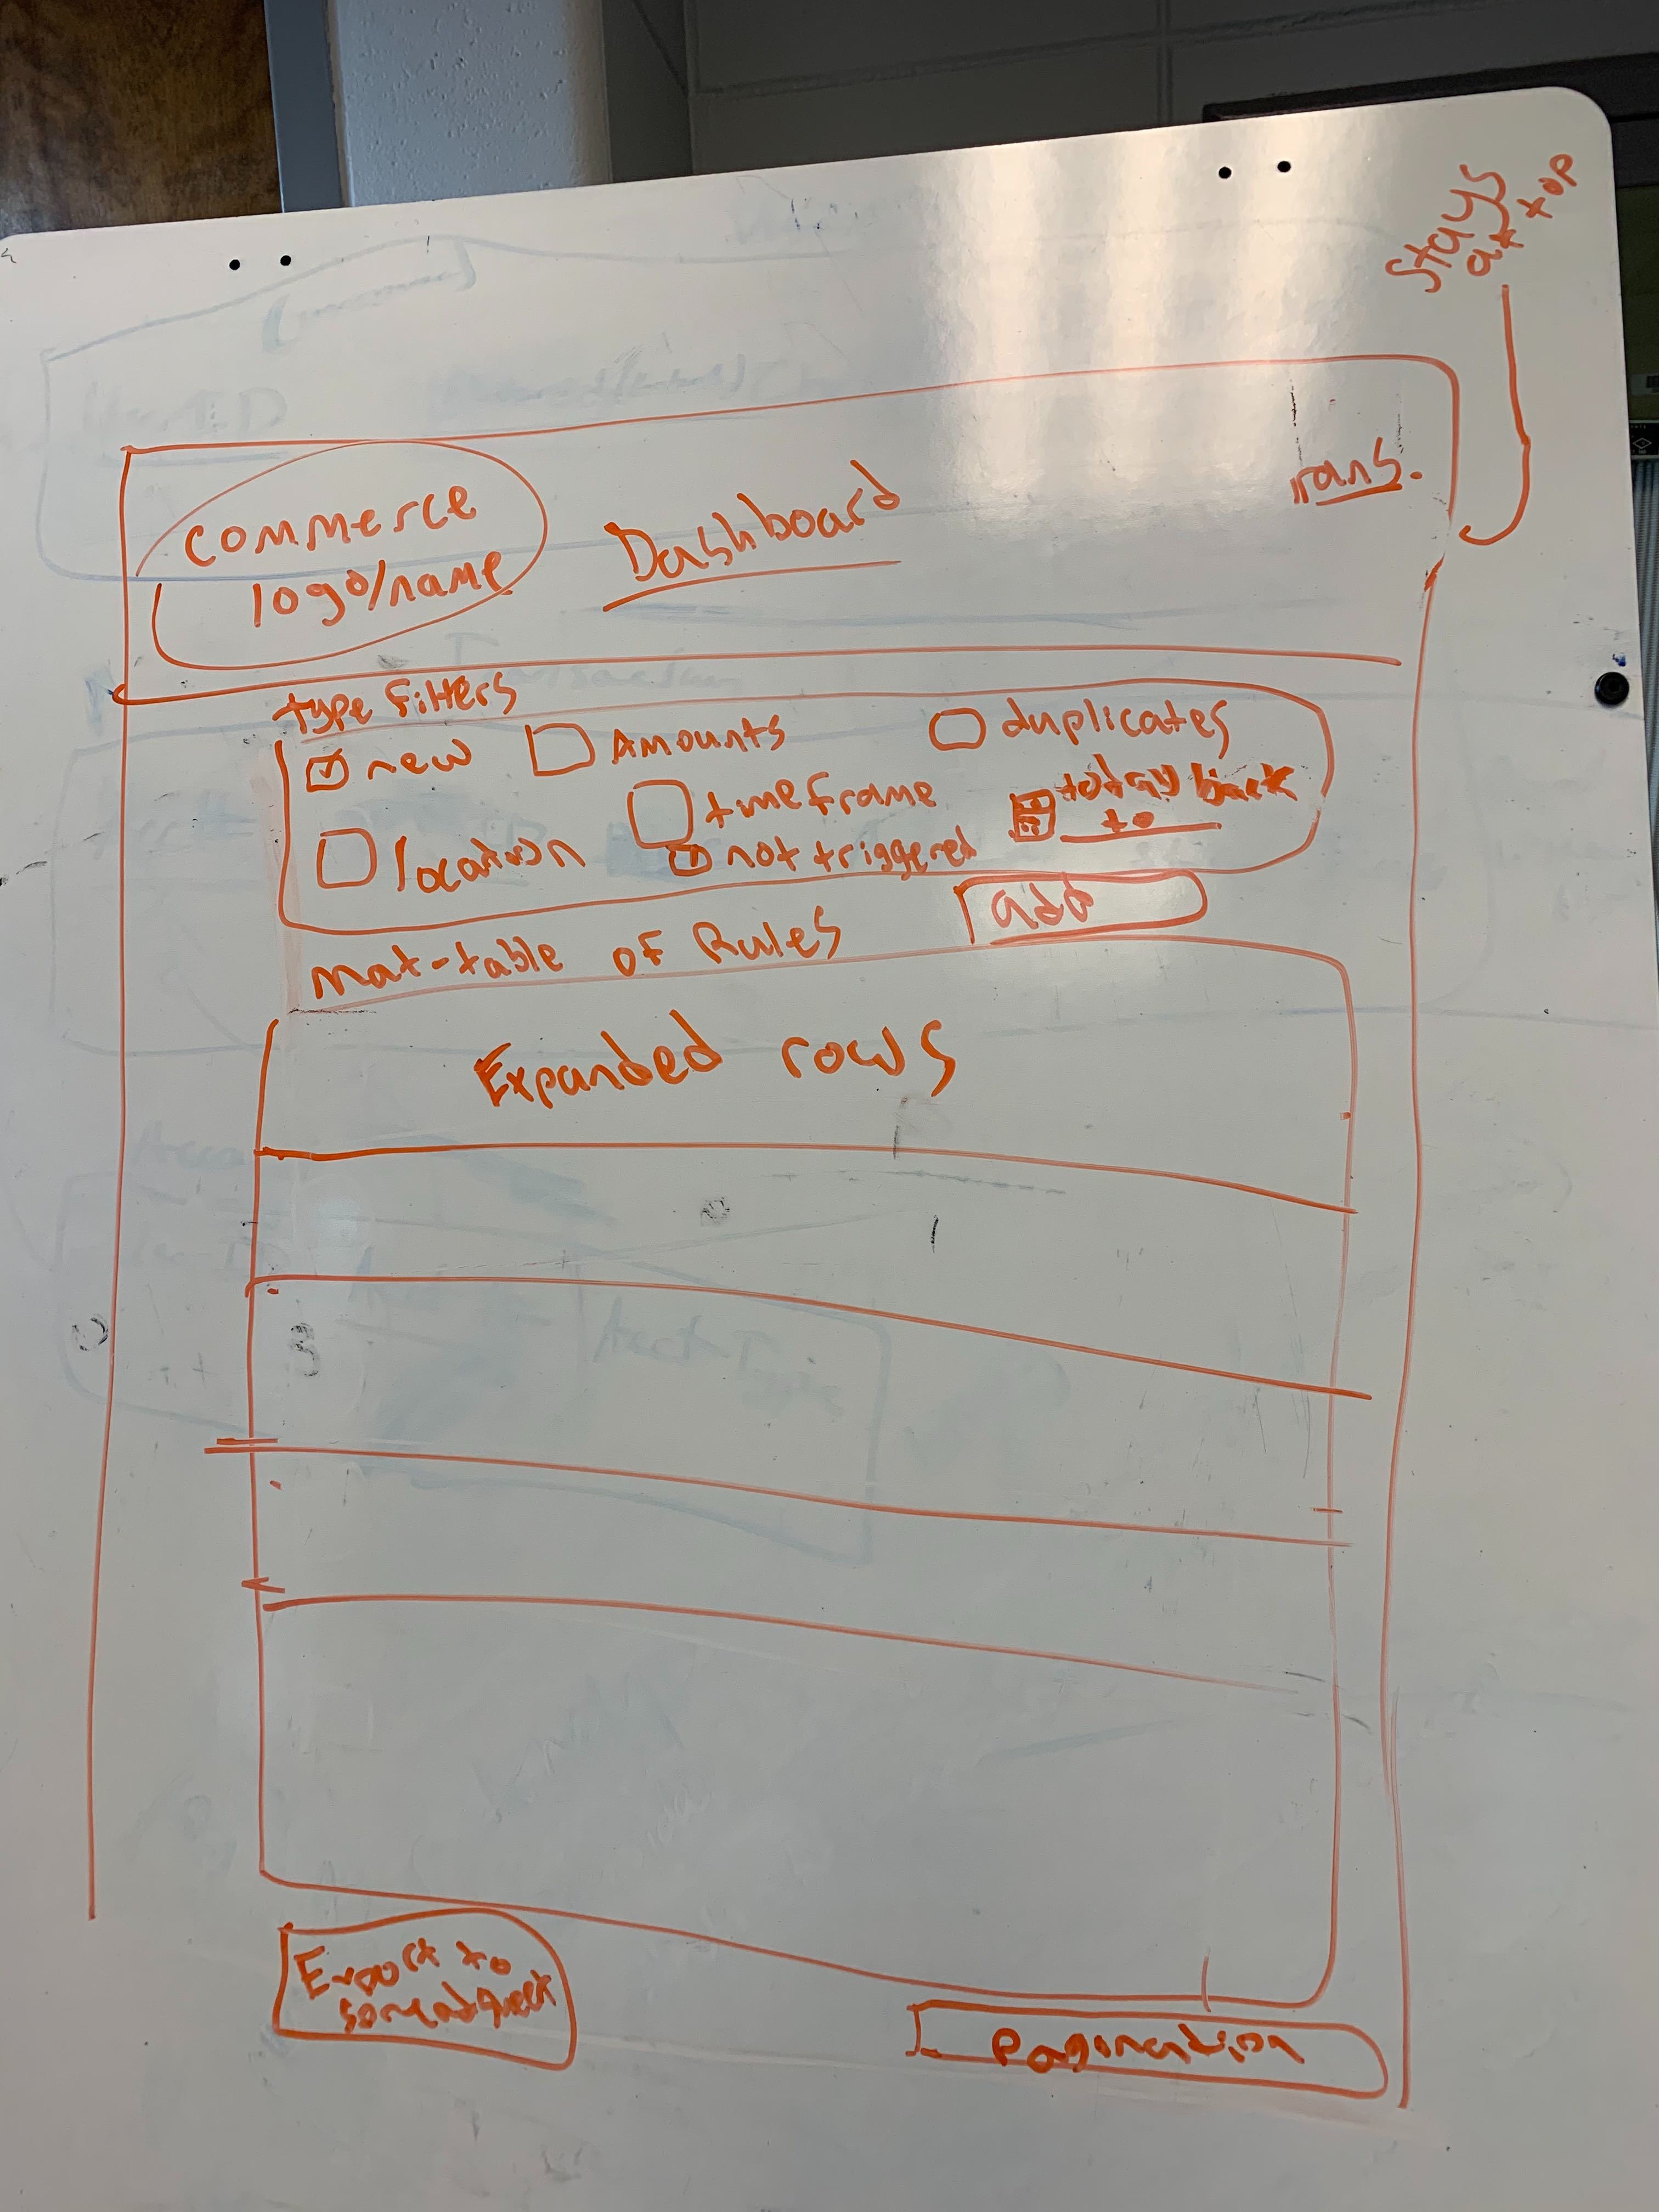 Stays
at top
commerce
logo/name
Dashboard
rans.
type filters
new
Amounts
duplicates
location
timeframe
today back
to
not triggered
mat-table of Rules
add
Expanded rows
Export to
spreadsheet
Pagination